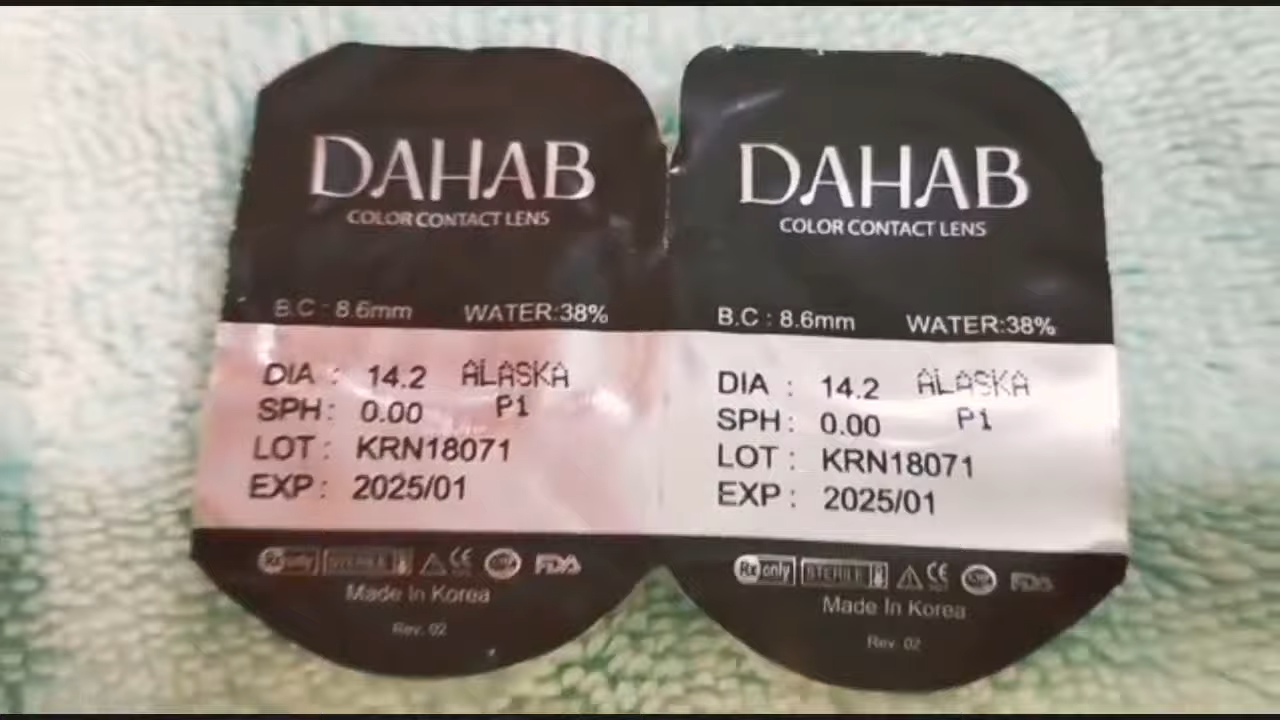 DAHAB
COLOR CONTACT LENS
B.C : 8.6mm WATER:38%
DIA : 14.2 ALASKA
SPH : 0.00 P1
LOT : KRN18071
EXP : 2025/01
Rx only STERILE CE FDA
Made In Korea
Rev. 02
DAHAB
COLOR CONTACT LENS
B.C : 8.6mm WATER:38%
DIA : 14.2 ALASKA
SPH : 0.00 P1
LOT : KRN18071
EXP : 2025/01
Rx only STERILE CE FDA
Made In Korea
Rev. 02